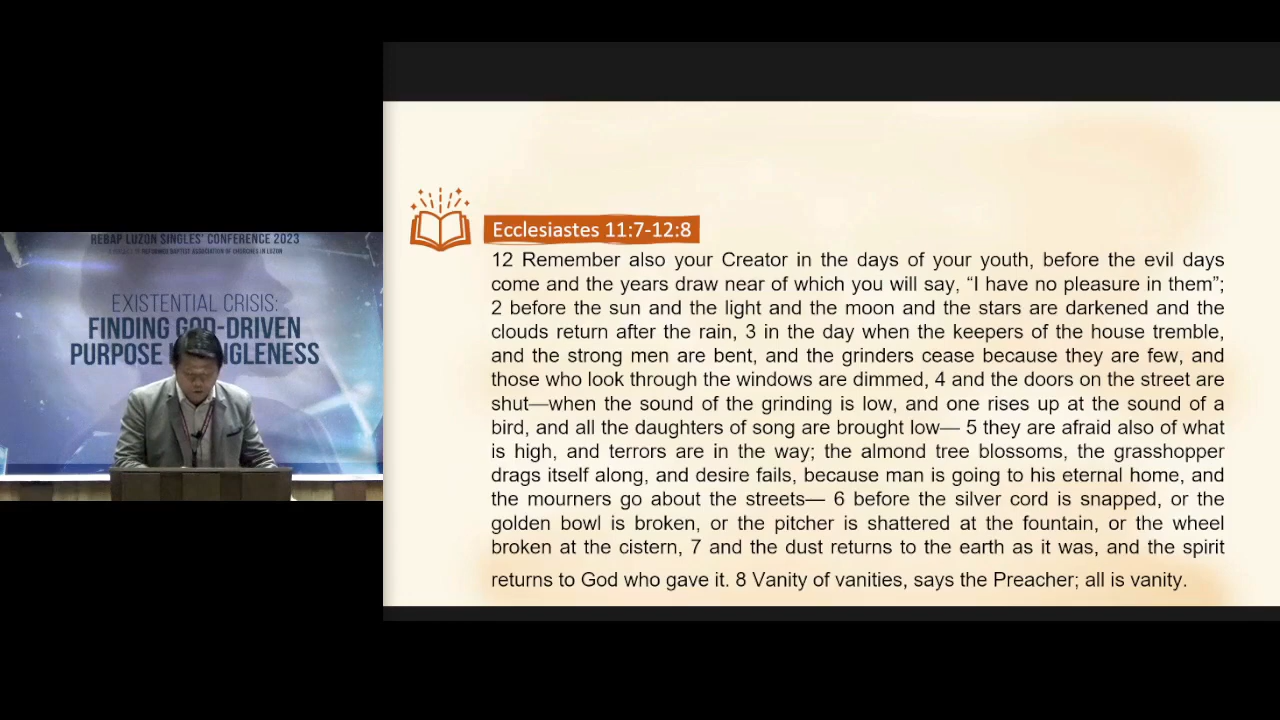 REBAP LUZON SINGLES' CONFERENCE 2023
EXISTENTIAL CRISIS:
FINDING GOD-DRIVEN
PURPOSE
Ecclesiastes 11:7-12:8
12 Remember also your Creator in the days of your youth, before the evil days
come and the years draw near of which you will say, “I have no pleasure in them”;
2 before the sun and the light and the moon and the stars are darkened and the
clouds return after the rain, 3 in the day when the keepers of the house tremble,
and the strong men are bent, and the grinders cease because they are few, and
those who look through the windows are dimmed, 4 and the doors on the street are
shut—when the sound of the grinding is low, and one rises up at the sound of a
bird, and all the daughters of song are brought low— 5 they are afraid also of what
is high, and terrors are in the way; the almond tree blossoms, the grasshopper
drags itself along, and desire fails, because man is going to his eternal home, and
the mourners go about the streets— 6 before the silver cord is snapped, or the
golden bowl is broken, or the pitcher is shattered at the fountain, or the wheel
broken at the cistern, 7 and the dust returns to the earth as it was, and the spirit
returns to God who gave it. 8 Vanity of vanities, says the Preacher; all is vanity.